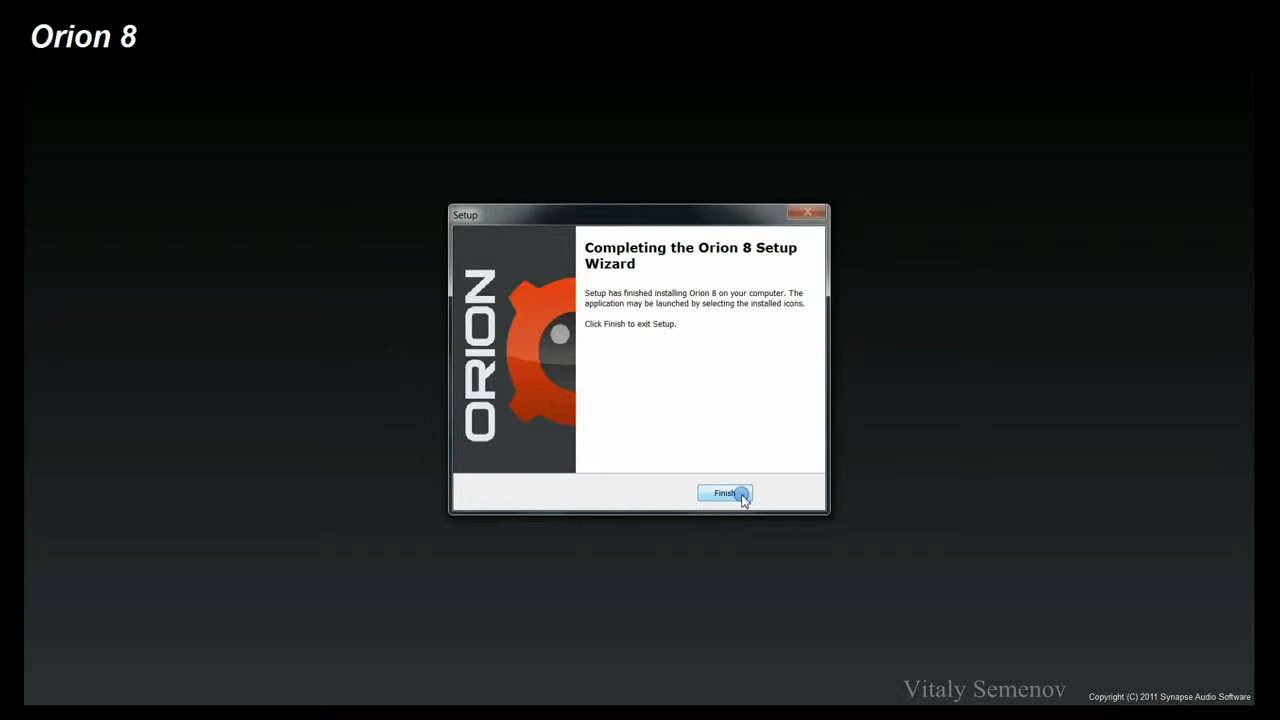 Orion 8
Setup
ORION
Completing the Orion 8 Setup
Wizard
Setup has finished installing Orion 8 on your computer. The
application may be launched by selecting the installed icons.
Click Finish to exit Setup.
Finish
Vitaly Semenov
Copyright (C) 2011 Synapse Audio Software